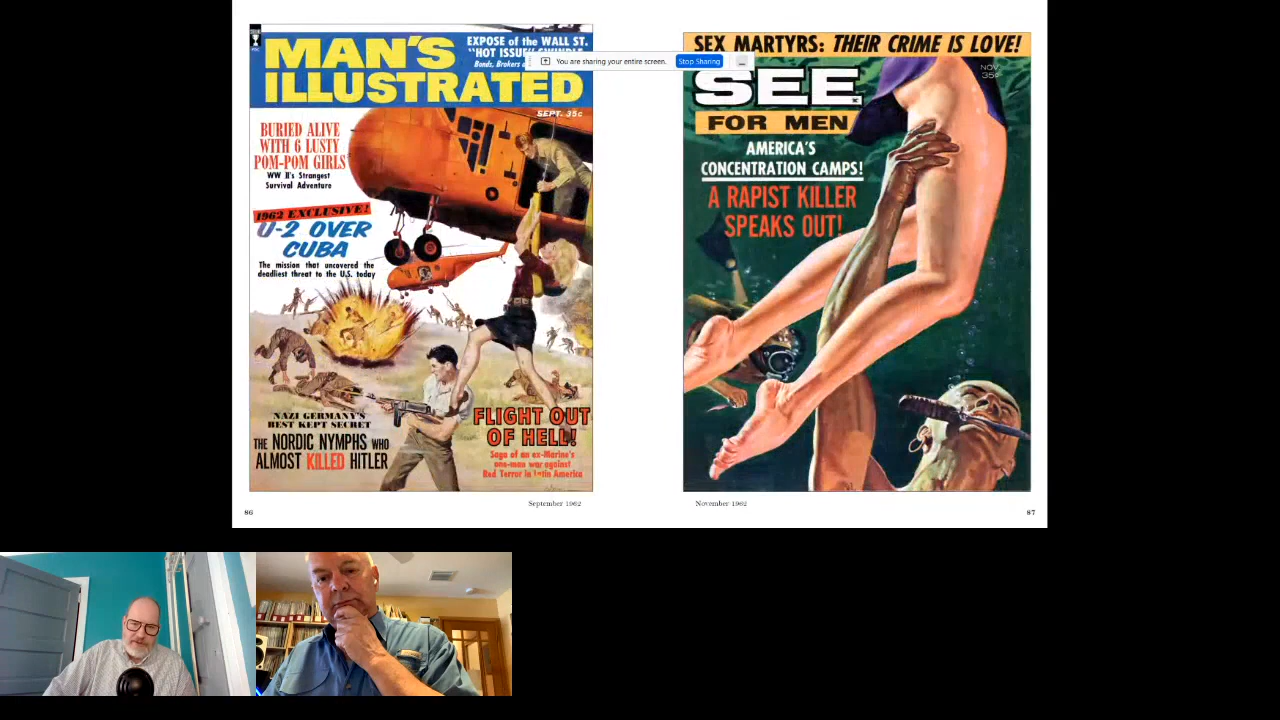 MAN'S
ILLUSTRATED
EXPOSE of the WALL ST.
"HOT ISSUE" SWINDLE
Bonds, Brokers
SEPT. 35c
BURIED ALIVE
WITH 6 LUSTY
POM-POM GIRLS
WW II's Strangest
Survival Adventure
1962 EXCLUSIVE!
U-2 OVER
CUBA
The mission that uncovered the
deadliest threat to the U.S. today
NAZI GERMANY'S
BEST KEPT SECRET
THE NORDIC NYMPHS WHO
ALMOST KILLED HITLER
FLIGHT OUT
OF HELL!
Saga of an ex-Marine's
one-man war against
Red Terror in Latin America
September 1962
86
You are sharing your entire screen.
Stop Sharing
SEX MARTYRS: THEIR CRIME IS LOVE!
SEE
FOR MEN
NOV.
35c
AMERICA'S
CONCENTRATION CAMPS!
A RAPIST KILLER
SPEAKS OUT!
November 1962
87